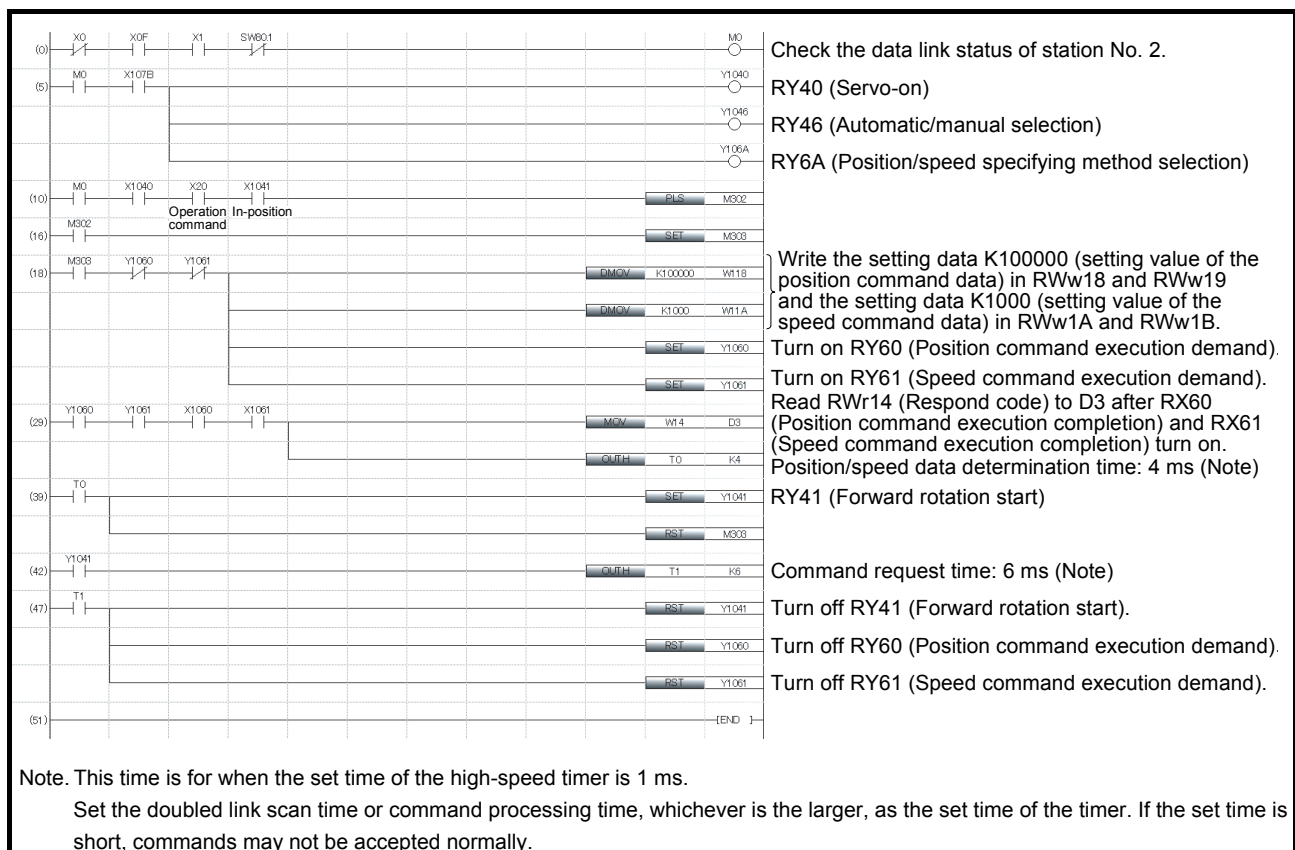 X0 X0F X1 SW80.1 M0
(0) Check the data link status of station No. 2.
M0 X107B Y1040
(5) RY40 (Servo-on)
Y1046
RY46 (Automatic/manual selection)
Y106A
RY6A (Position/speed specifying method selection)
M0 X1040 X20 X1041
(10) PLS M302
Operation In-position
command
M302
(16) SET M303
M303 Y1060 Y1061
(18) DMOV K100000 W118
Write the setting data K100000 (setting value of the
position command data) in RWw18 and RWw19
and the setting data K1000 (setting value of the
DMOV K1000 W11A
speed command data) in RWw1A and RWw1B.
SET Y1060 Turn on RY60 (Position command execution demand).
SET Y1061 Turn on RY61 (Speed command execution demand).
Read RWr14 (Respond code) to D3 after RX60
Y1060 Y1061 X1060 X1061
(29) MOV W14 D3 (Position command execution completion) and RX61
(Speed command execution completion) turn on.
OUTH T0 K4 Position/speed data determination time: 4 ms (Note)
T0
(39) SET Y1041 RY41 (Forward rotation start)
RST M303
Y1041
(42) OUTH T1 K6 Command request time: 6 ms (Note)
T1
(47) RST Y1041 Turn off RY41 (Forward rotation start).
RST Y1060 Turn off RY60 (Position command execution demand).
RST Y1061 Turn off RY61 (Speed command execution demand).
(51) [END ]
Note. This time is for when the set time of the high-speed timer is 1 ms.
Set the doubled link scan time or command processing time, whichever is the larger, as the set time of the timer. If the set time is
short, commands may not be accepted normally.